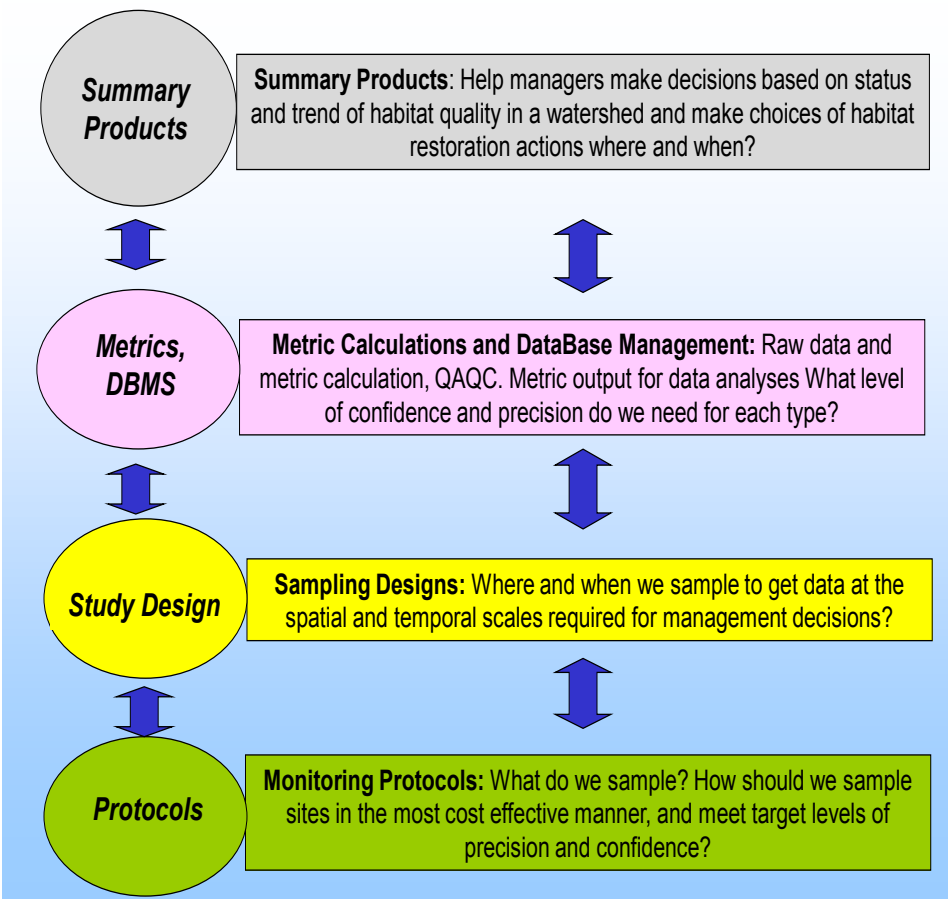 Summary
Products
Summary Products: Help managers make decisions based on status
and trend of habitat quality in a watershed and make choices of habitat
restoration actions where and when?
Metrics,
DBMS
Metric Calculations and DataBase Management: Raw data and
metric calculation, QAQC. Metric output for data analyses What level
of confidence and precision do we need for each type?
Study Design
Sampling Designs: Where and when we sample to get data at the
spatial and temporal scales required for management decisions?
Protocols
Monitoring Protocols: What do we sample? How should we sample
sites in the most cost effective manner, and meet target levels of
precision and confidence?